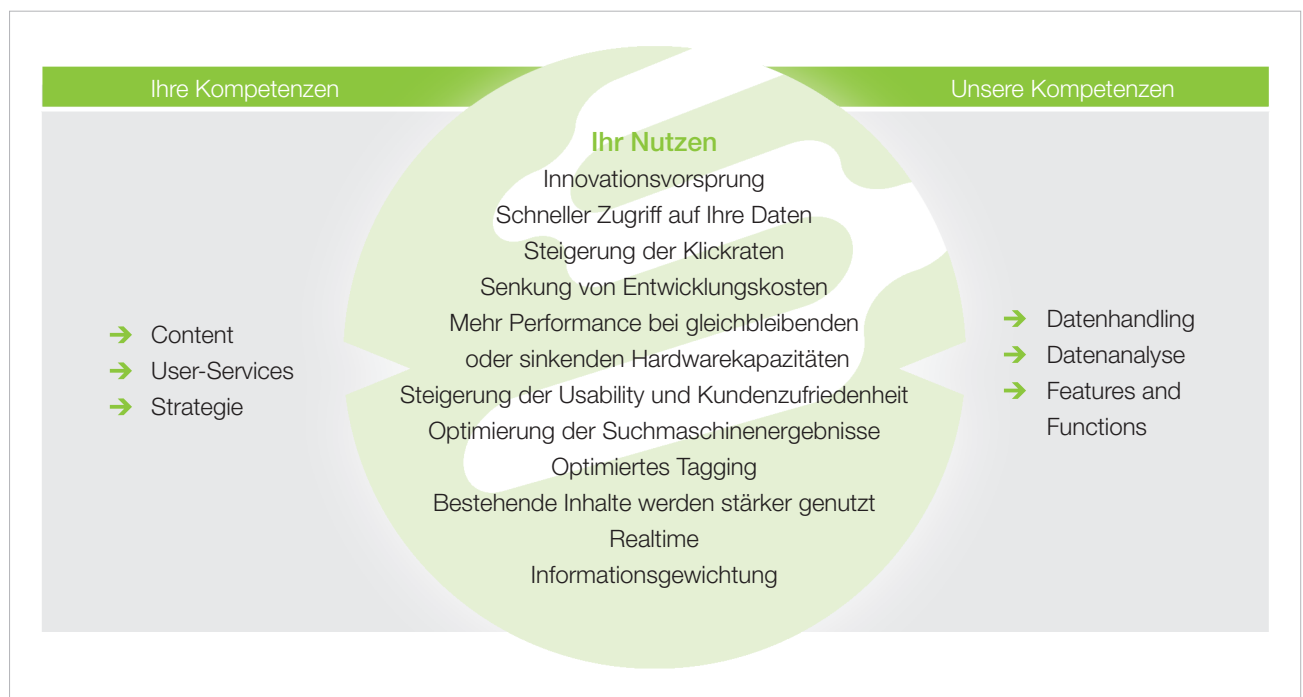 Ihre Kompetenzen
Unsere Kompetenzen
Ihr Nutzen
Innovationsvorsprung
Schneller Zugriff auf Ihre Daten
Steigerung der Klickraten
Senkung von Entwicklungskosten
Mehr Performance bei gleichbleibenden
oder sinkenden Hardwarekapazitäten
Steigerung der Usability und Kundenzufriedenheit
Optimierung der Suchmaschinenergebnisse
Optimiertes Tagging
Bestehende Inhalte werden stärker genutzt
Realtime
Informationsgewichtung
➔ Content
➔ User-Services
➔ Strategie
➔ Datenhandling
➔ Datenanalyse
➔ Features and
Functions